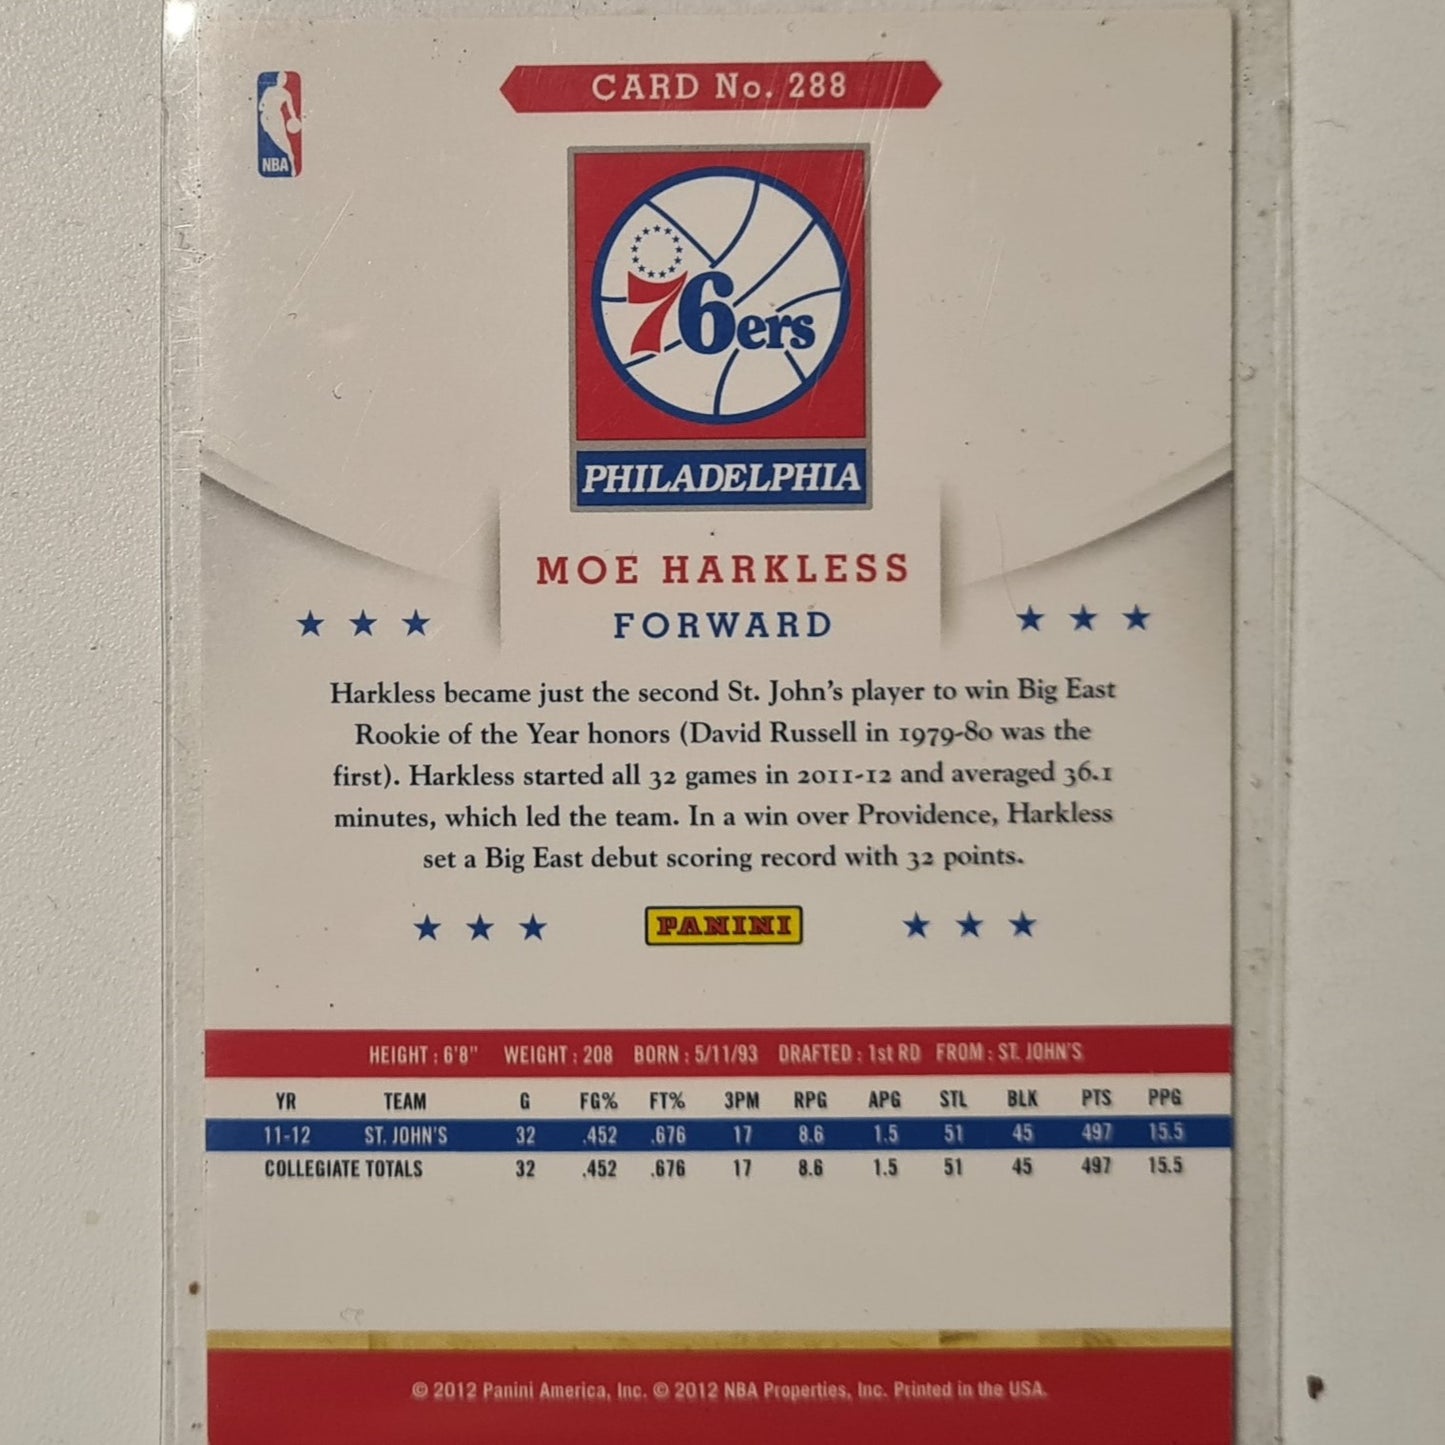 CARD No. 288
NBA
76ers
PHILADELPHIA
MOE HARKLESS
FORWARD
Harkless became just the second St. John's player to win Big East
Rookie of the Year honors (David Russell in 1979-80 was the
first). Harkless started all 32 games in 2011-12 and averaged 36.1
minutes, which led the team. In a win over Providence, Harkless
set a Big East debut scoring record with 32 points.
PANINI
HEIGHT : 6'8" WEIGHT : 208 BORN : 5/11/93 DRAFTED : 1st RD FROM : ST. JOHN'S
YR TEAM G FG% FT% 3PM RPG APG STL BLK PTS PPG
11-12 ST. JOHN'S 32 .452 .676 17 8.6 1.5 51 45 497 15.5
COLLEGIATE TOTALS 32 .452 .676 17 8.6 1.5 51 45 497 15.5
© 2012 Panini America, Inc. © 2012 NBA Properties, Inc. Printed in the USA.